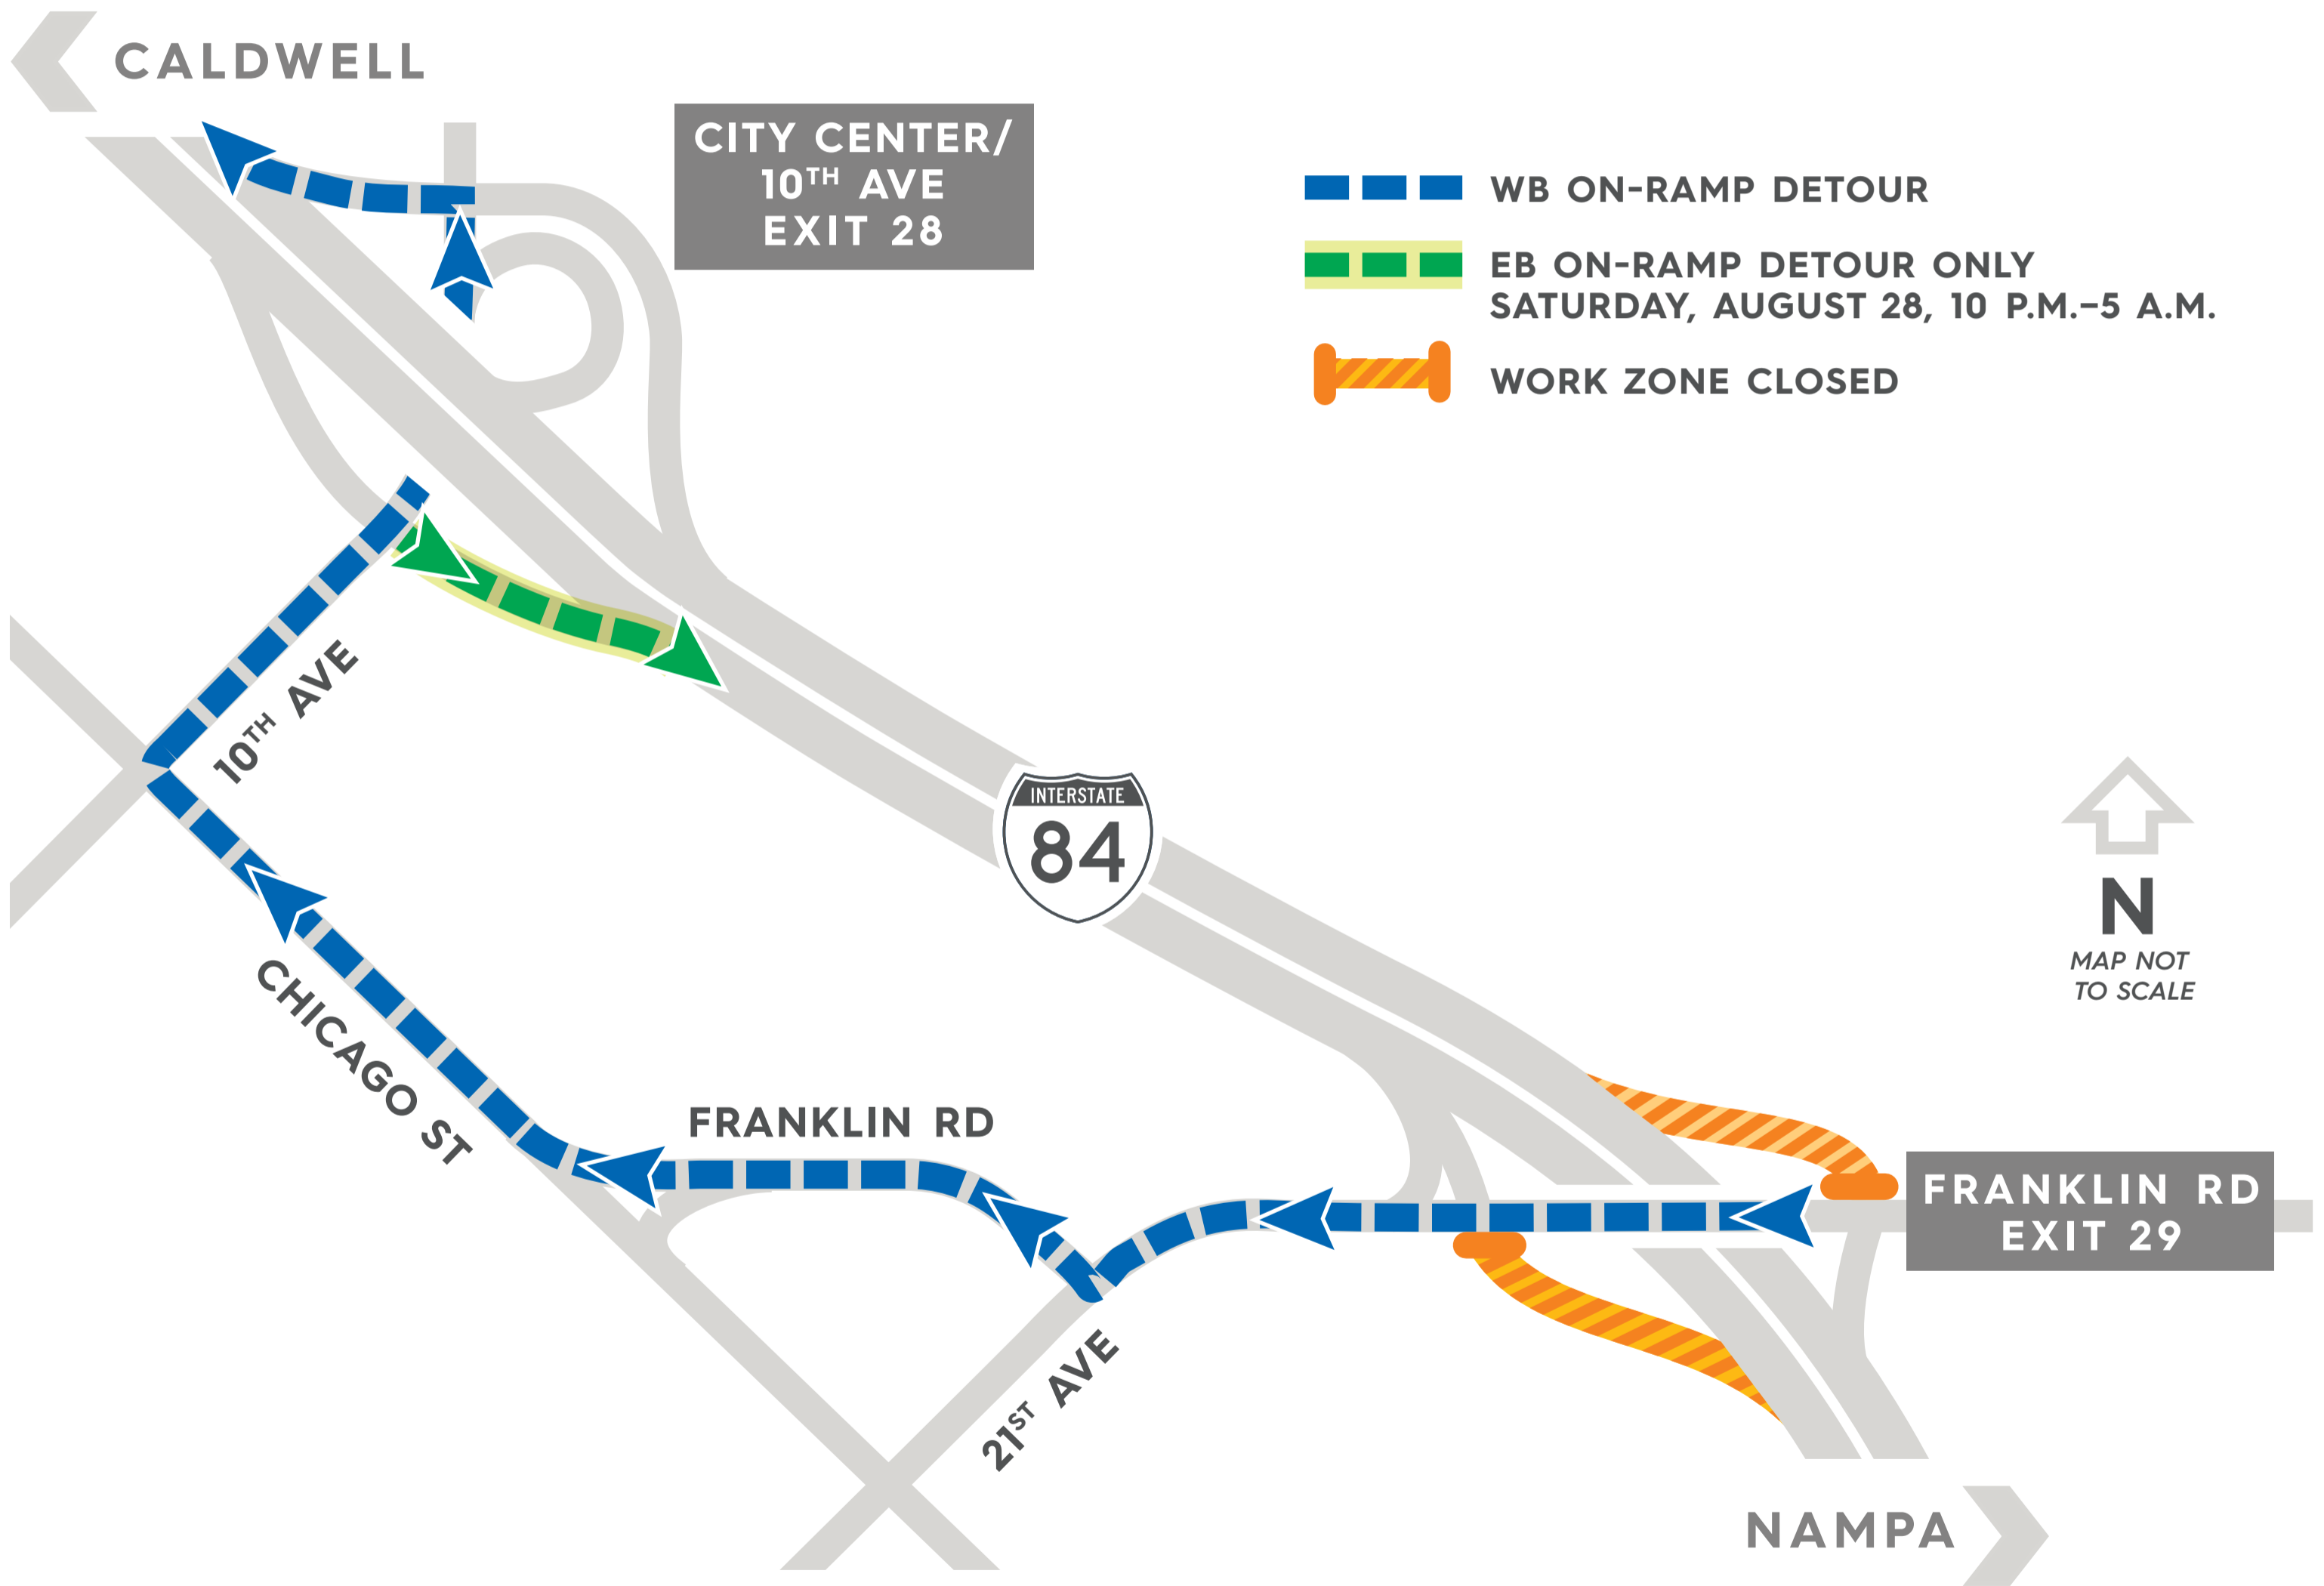 CALDWELL
CITY CENTER/
10TH AVE
EXIT 28
WB ON-RAMP DETOUR
EB ON-RAMP DETOUR ONLY
SATURDAY, AUGUST 28, 10 P.M.–5 A.M.
WORK ZONE CLOSED
10TH AVE
INTERSTATE
84
N
MAP NOT
TO SCALE
CHICAGO ST
FRANKLIN RD
FRANKLIN RD
EXIT 29
21ST AVE
NAMPA